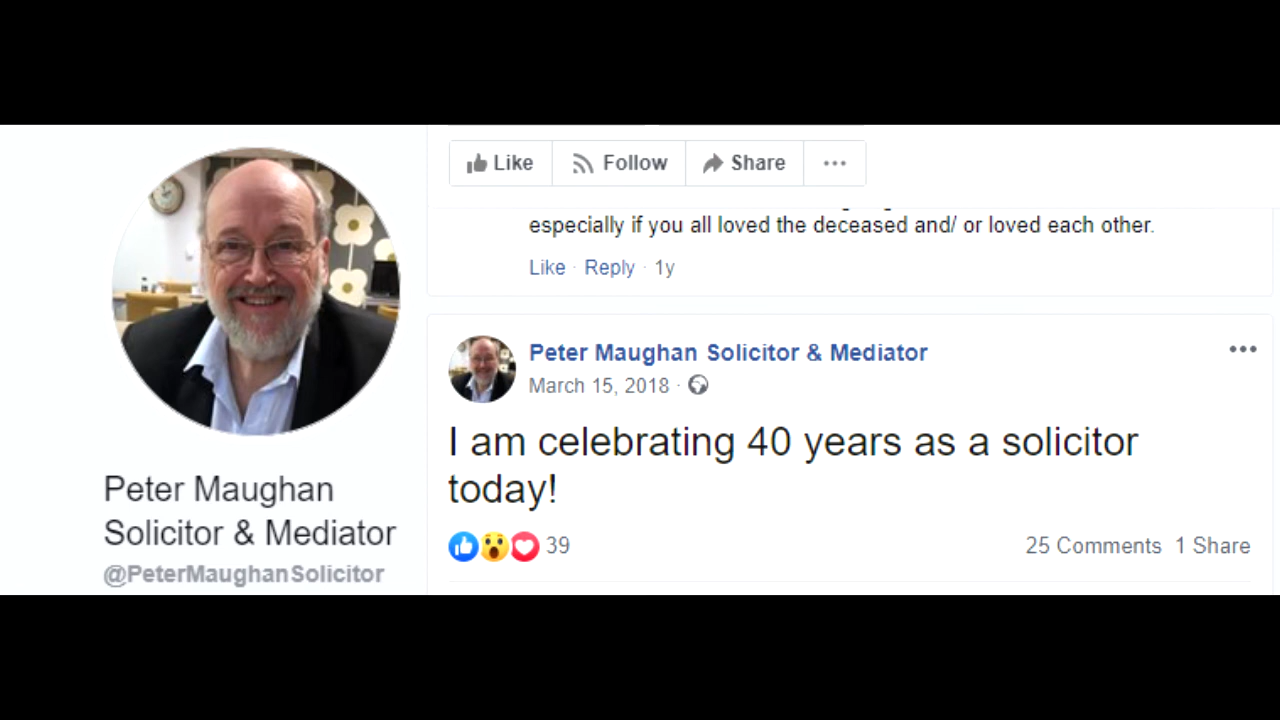 Like Follow Share
especially if you all loved the deceased and/ or loved each other.
Like · Reply · 1y
Peter Maughan Solicitor & Mediator
March 15, 2018 ·
I am celebrating 40 years as a solicitor
today!
39 25 Comments 1 Share
Peter Maughan
Solicitor & Mediator
@PeterMaughanSolicitor